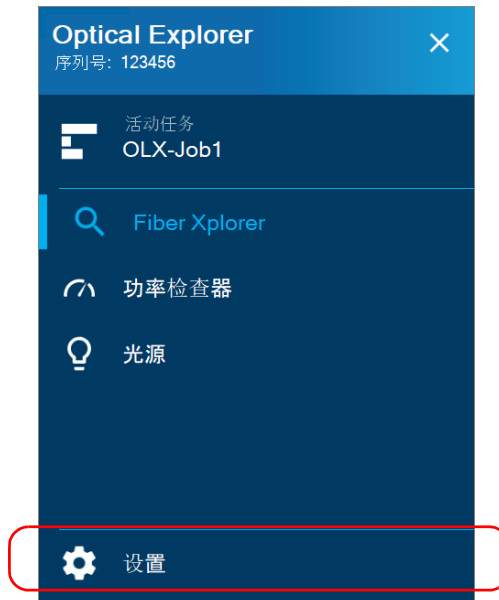 Optical Explorer
序列号: 123456
活动任务
OLX-Job1
Fiber Xplorer
功率检查器
光源
设置